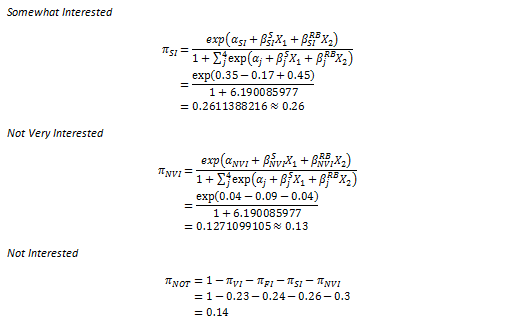 Somewhat Interested
π_SI = exp(α_SI + β_SI^S X_1 + β_SI^RB X_2) / 1 + ∑_j^4 exp(α_j + β_j^S X_1 + β_j^RB X_2)
= exp(0.35 − 0.17 + 0.45) / 1 + 6.190085977
= 0.2611388216 ≈ 0.26
Not Very Interested
π_NVI = exp(α_NVI + β_NVI^S X_1 + β_NVI^RB X_2) / 1 + ∑_j^4 exp(α_j + β_j^S X_1 + β_j^RB X_2)
= exp(0.04 − 0.09 − 0.04) / 1 + 6.190085977
= 0.1271099105 ≈ 0.13
Not Interested
π_NOT = 1 − π_VI − π_FI − π_SI − π_NVI
= 1 − 0.23 − 0.24 − 0.26 − 0.3
= 0.14